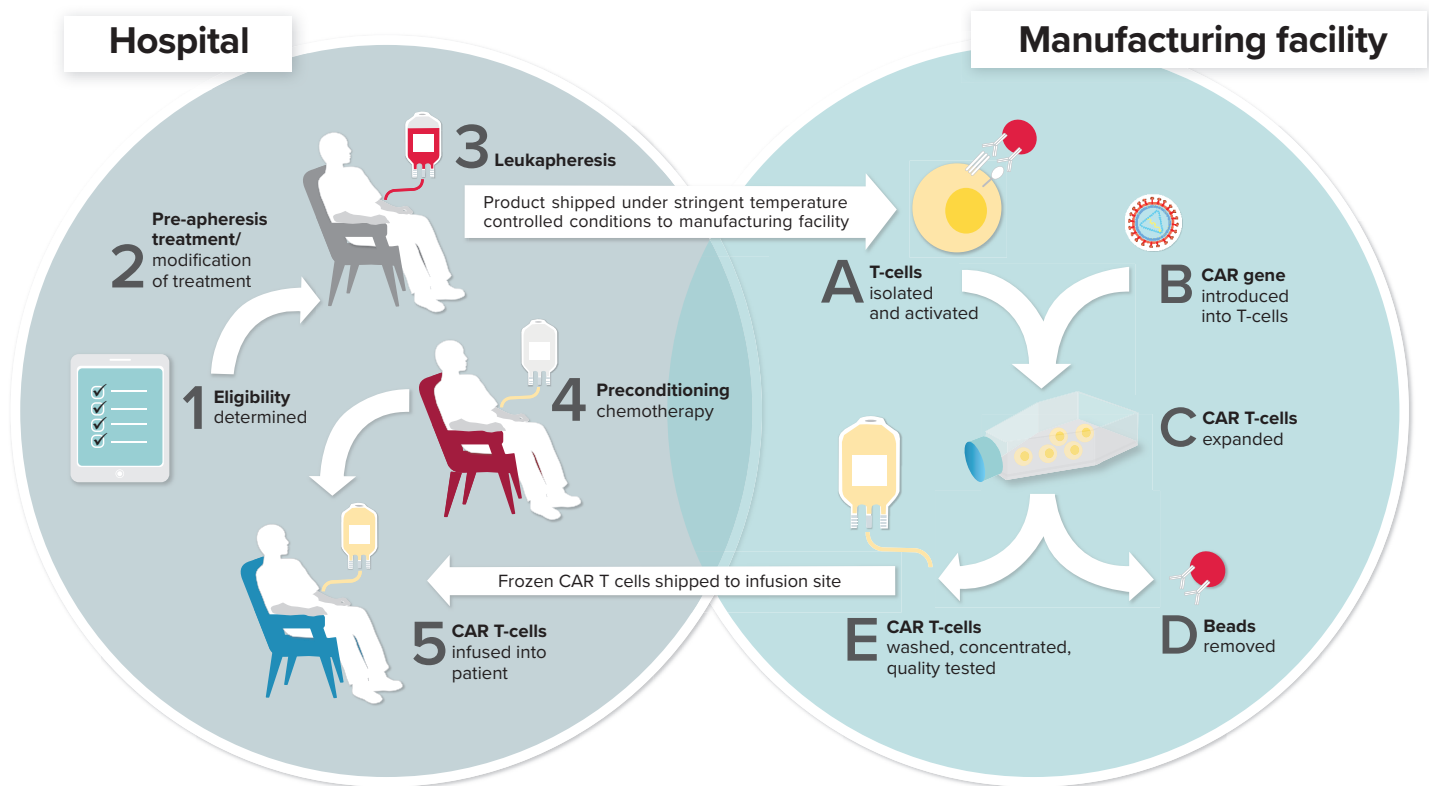 Hospital
Manufacturing facility
3 Leukapheresis
Product shipped under stringent temperature
controlled conditions to manufacturing facility
2 Pre-apheresis
treatment/
modification
of treatment
A T-cells
isolated
and activated
B CAR gene
introduced
into T-cells
1 Eligibility
determined
4 Preconditioning
chemotherapy
C CAR T-cells
expanded
Frozen CAR T cells shipped to infusion site
5 CAR T-cells
infused into
patient
E CAR T-cells
washed, concentrated,
quality tested
D Beads
removed